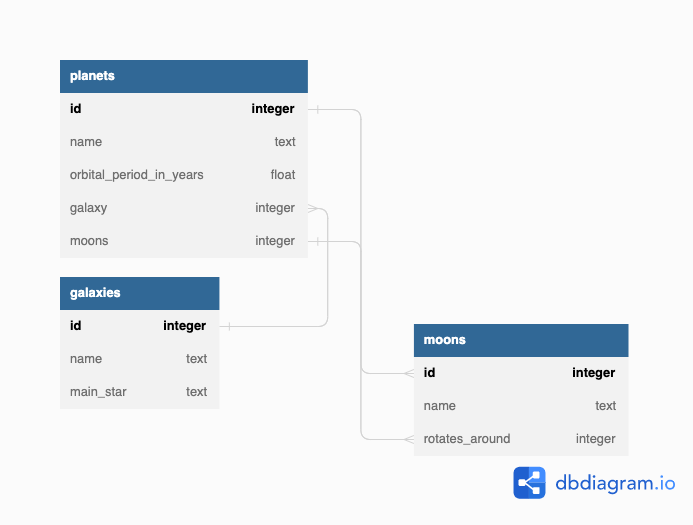 planets
id integer
name text
orbital_period_in_years float
galaxy integer
moons integer
galaxies
id integer
name text
main_star text
moons
id integer
name text
rotates_around integer
dbdiagram.io